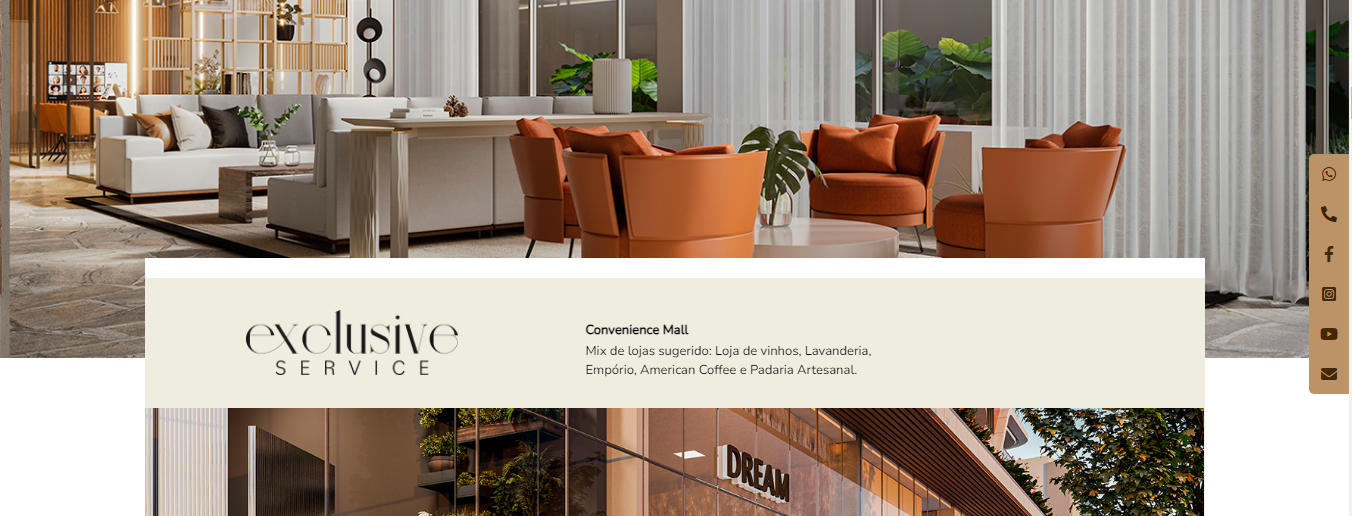 exclusive
SERVICE
Convenience Mall
Mix de lojas sugerido: Loja de vinhos, Lavanderia,
Empório, American Coffee e Padaria Artesanal.
DREAM